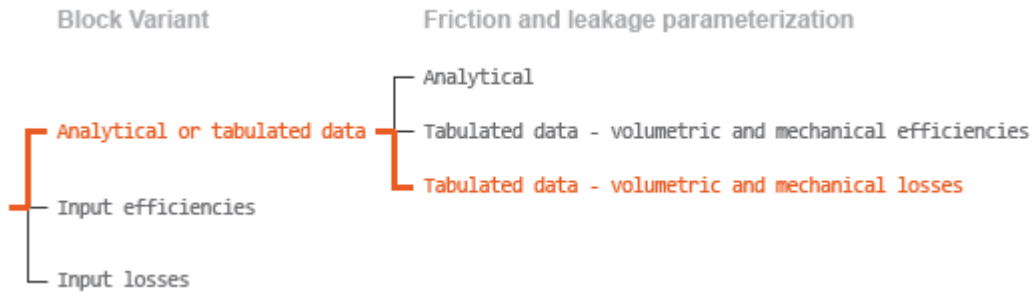 Block Variant
Friction and leakage parameterization
Analytical
Analytical or tabulated data
Tabulated data - volumetric and mechanical efficiencies
Tabulated data - volumetric and mechanical losses
Input efficiencies
Input losses